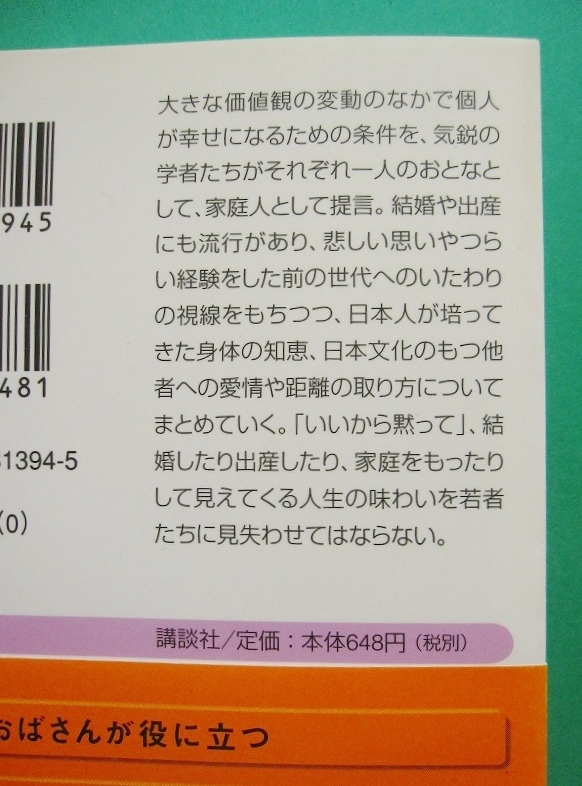 大きな価値観の変動のなかで個人
が幸せになるための条件を、気鋭の
学者たちがそれぞれ一人のおとなと
して、家庭人として提言。結婚や出産
にも流行があり、悲しい思いやつら
い経験をした前の世代へのいたわり
の視線をもちつつ、日本人が培って
きた身体の知恵、日本文化のもつ他
者への愛情や距離の取り方について
まとめていく。「いいから黙って」、結
婚したり出産したり、家庭をもったり
して見えてくる人生の味わいを若者
たちに見失わせてはならない。
945
481
1394-5
(0)
講談社/定価：本体648円（税別）
おばさんが役に立つ